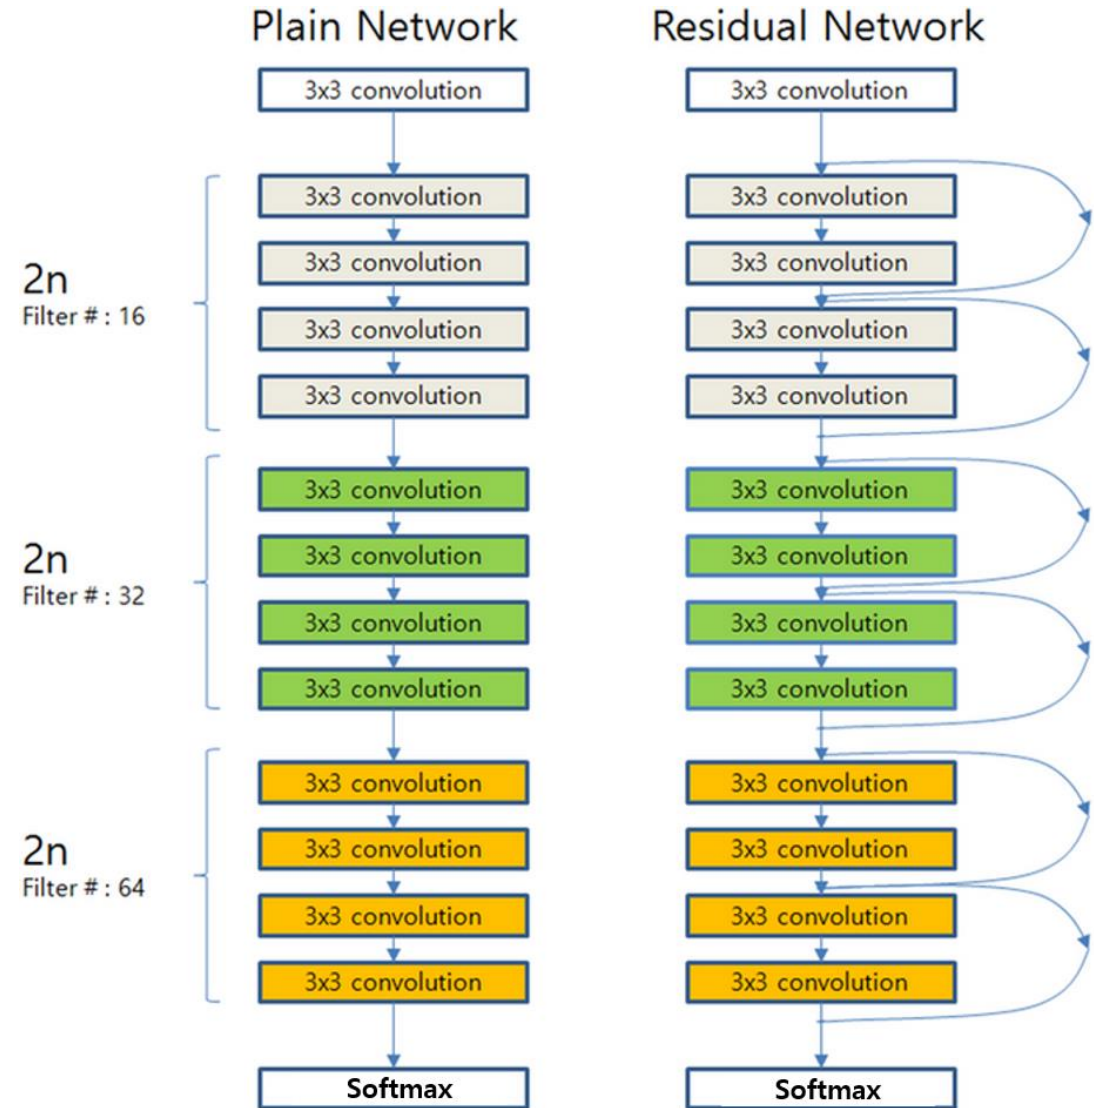 Plain Network
Residual Network
3x3 convolution
3x3 convolution
3x3 convolution
3x3 convolution
3x3 convolution
3x3 convolution
2n
Filter # : 16
3x3 convolution
3x3 convolution
3x3 convolution
3x3 convolution
3x3 convolution
3x3 convolution
3x3 convolution
3x3 convolution
2n
Filter # : 32
3x3 convolution
3x3 convolution
3x3 convolution
3x3 convolution
3x3 convolution
3x3 convolution
3x3 convolution
3x3 convolution
2n
Filter # : 64
3x3 convolution
3x3 convolution
3x3 convolution
3x3 convolution
Softmax
Softmax